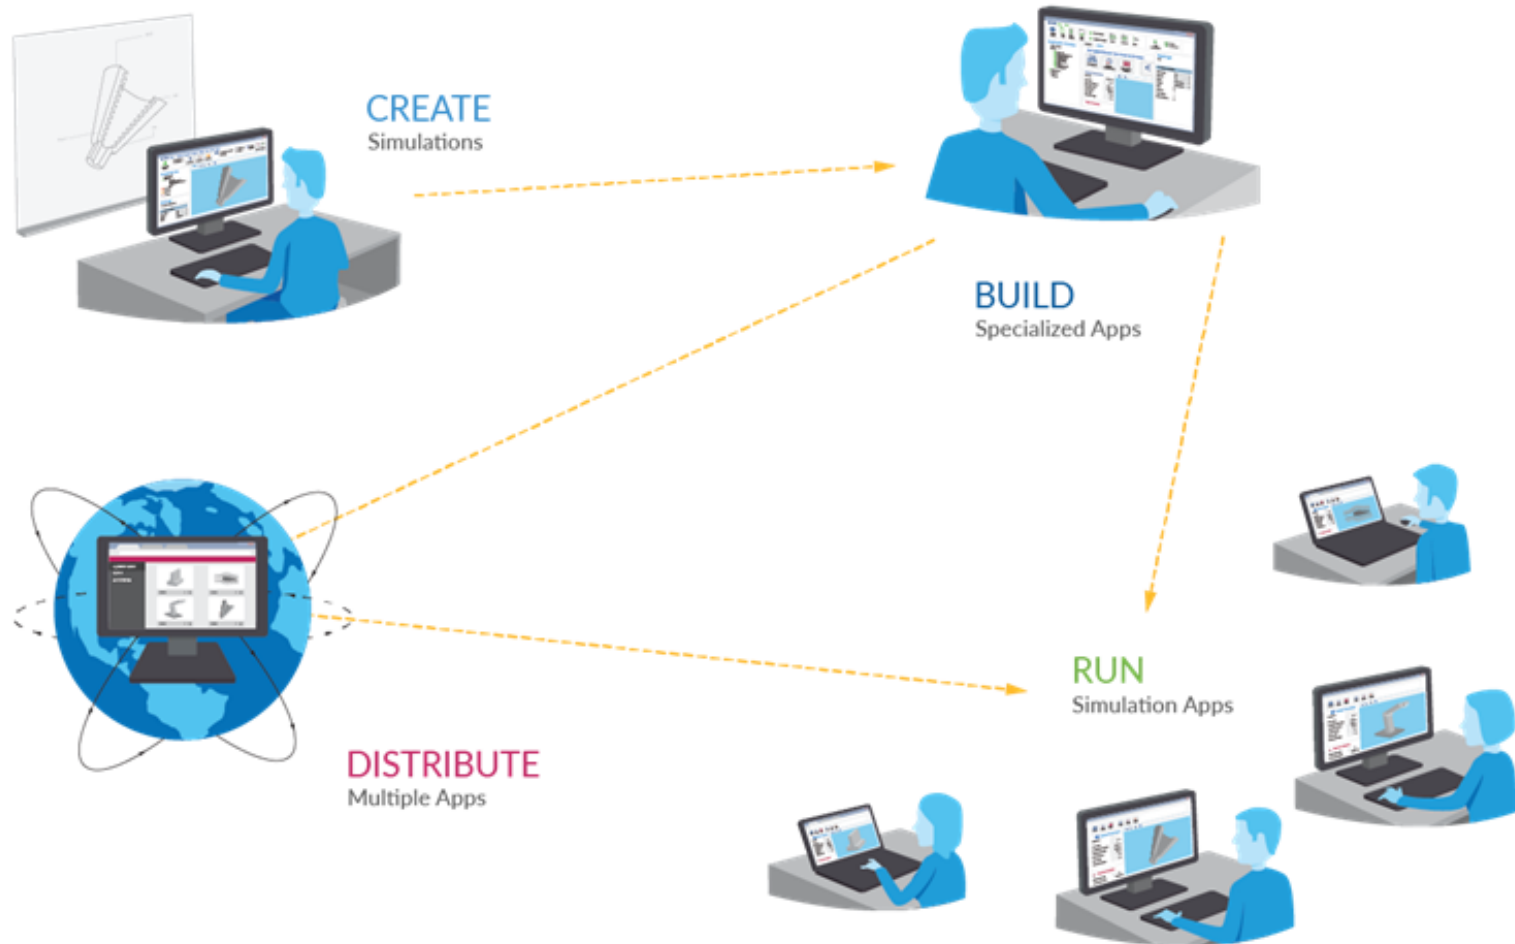 CREATE
Simulations
BUILD
Specialized Apps
RUN
Simulation Apps
DISTRIBUTE
Multiple Apps